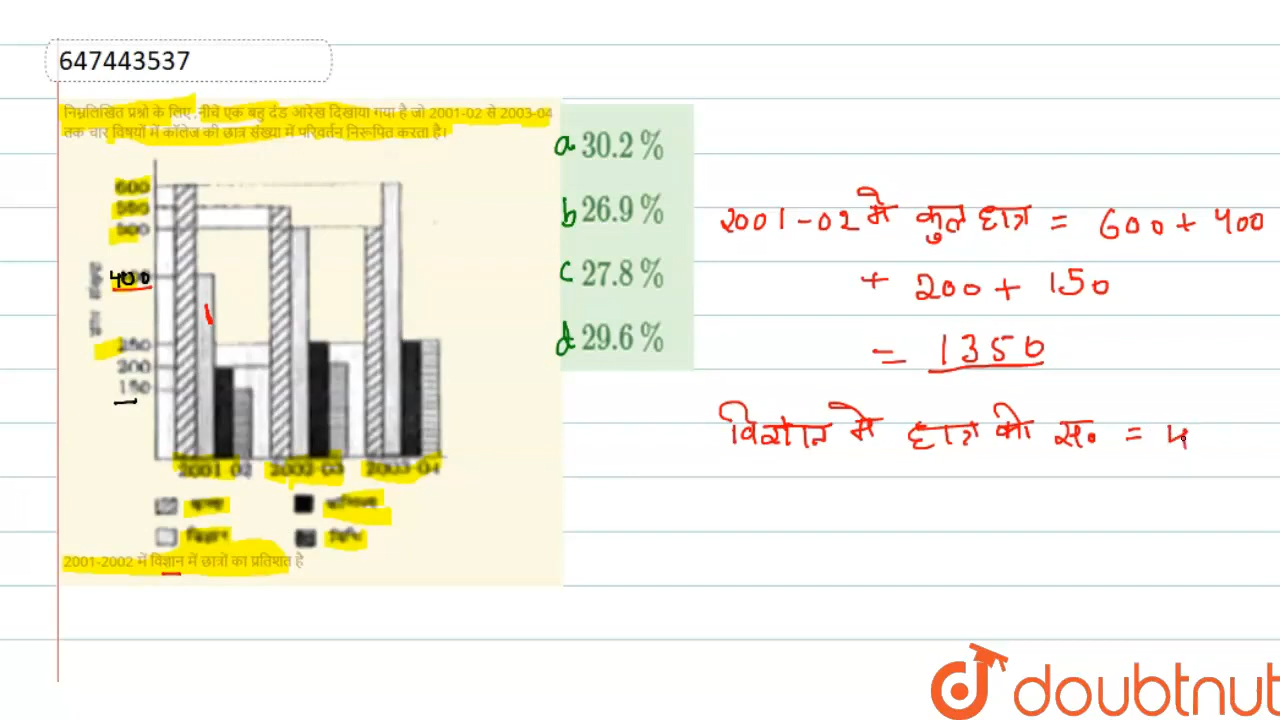 647443537
निम्नलिखित प्रश्नो के लिए ,नीचें एक बहु दंड आरेख दिखाया गया है जो 2001-02 से 2003-04
तक चार विषयों में कॉलेज की छात्र संख्या में परिवर्तन निरूपित करता है।
600
550
500
400
250
200
150
छात्र संख्या
2001-02 2002-03 2003-04
कला वाणिज्य
विज्ञान विधि
2001-2002 में विज्ञान में छात्रों का प्रतिशत है
a 30.2 %
b 26.9 %
c 27.8 %
d 29.6 %
2001-02 में कुल छात्र = 600 + 400
+ 200 + 150
= 1350
विज्ञान में छात्र की सं० = 4
doubtnut